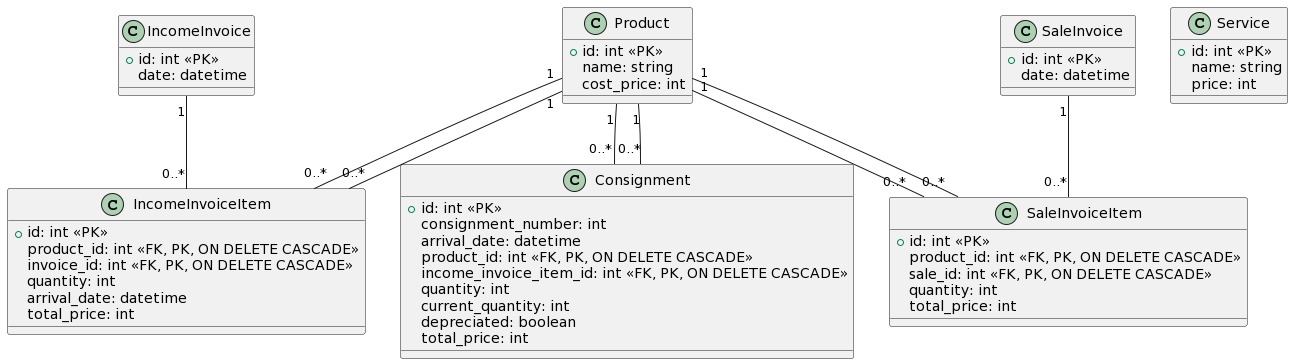 C IncomeInvoice
id: int «PK»
date: datetime
C Product
id: int «PK»
name: string
cost_price: int
C SaleInvoice
id: int «PK»
date: datetime
C Service
id: int «PK»
name: string
price: int
1
1
1
1
1
1
1
1
0..*
0..*
0..*
0..*
0..*
0..*
0..*
0..*
C IncomeInvoiceItem
id: int «PK»
product_id: int «FK, PK, ON DELETE CASCADE»
invoice_id: int «FK, PK, ON DELETE CASCADE»
quantity: int
arrival_date: datetime
total_price: int
C Consignment
id: int «PK»
consignment_number: int
arrival_date: datetime
product_id: int «FK, PK, ON DELETE CASCADE»
income_invoice_item_id: int «FK, PK, ON DELETE CASCADE»
quantity: int
current_quantity: int
depreciated: boolean
total_price: int
C SaleInvoiceItem
id: int «PK»
product_id: int «FK, PK, ON DELETE CASCADE»
sale_id: int «FK, PK, ON DELETE CASCADE»
quantity: int
total_price: int